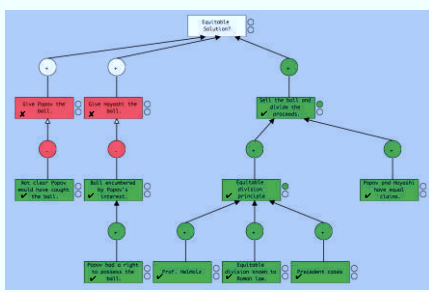 Equitable
Solution?
+
+
+
Give Popov the
ball.
Give Hayashi the
ball.
Sell the ball and
divide the
proceeds.
-
-
+
+
Not clear Popov
would have caught
the ball.
Ball encumbered
by Popov's
interest.
Equitable
division
principle
Popov and Hayashi
have equal
claims.
+
+
+
+
Popov had a right
to possess the
ball.
Prof. Helmholz
Equitable
division known to
Roman law.
Precedent cases